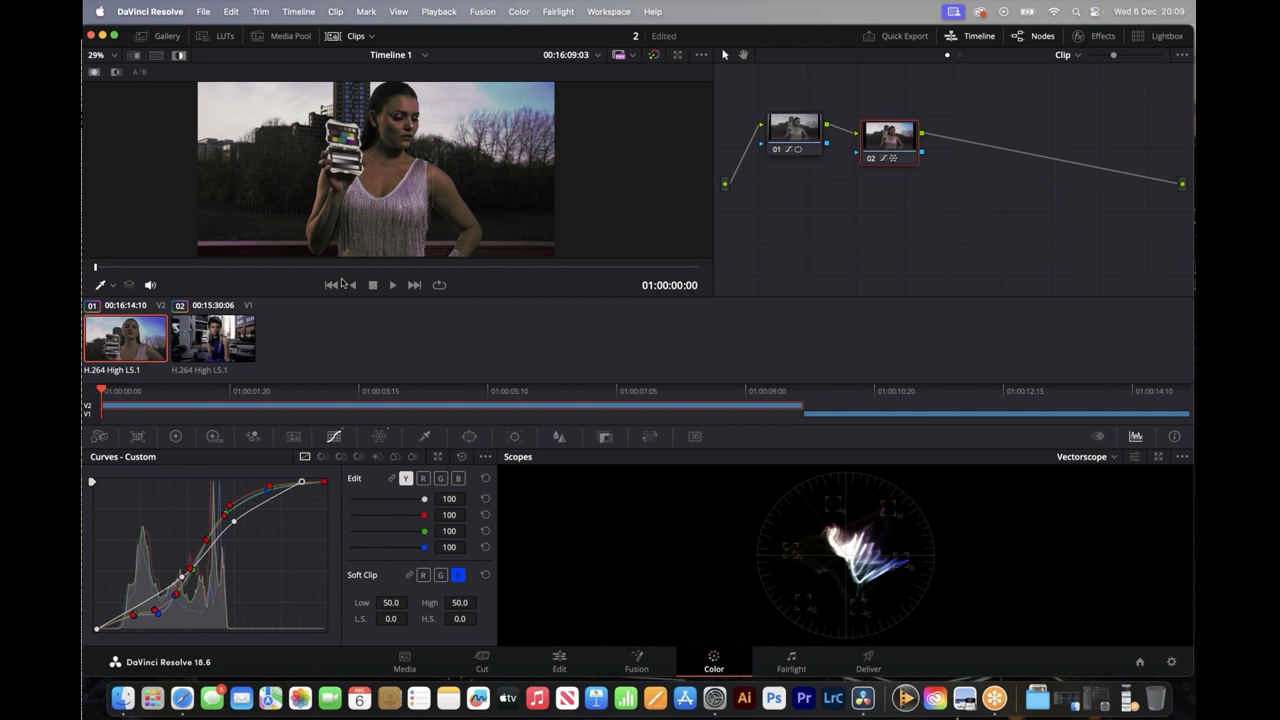 DaVinci Resolve File Edit Trim Timeline Clip Mark View Playback Fusion Color Fairlight Workspace Help Wed 6 Dec 20:09
Gallery LUTs Media Pool Clips 2 Edited Quick Export Timeline Nodes Effects Lightbox
29% Timeline 1 00:16:09:03 Clip
A/B
01
02
01:00:00:00
01 00:16:14:10 V2 02 00:15:30:06 V1
H.264 High L5.1 H.264 High L5.1
01:00:00:00 01:00:01:20 01:00:03:15 01:00:05:10 01:00:07:05 01:00:09:00 01:00:10:20 01:00:12:15 01:00:14:10
V2
V1
Curves - Custom Scopes Vectorscope
Edit Y R G B
100
100
100
100
Soft Clip R G B
Low 50.0 High 50.0
L.S. 0.0 H.S. 0.0
DaVinci Resolve 18.6 Media Cut Edit Fusion Color Fairlight Deliver
DEC 6 tv Ai Ps Pr LrC